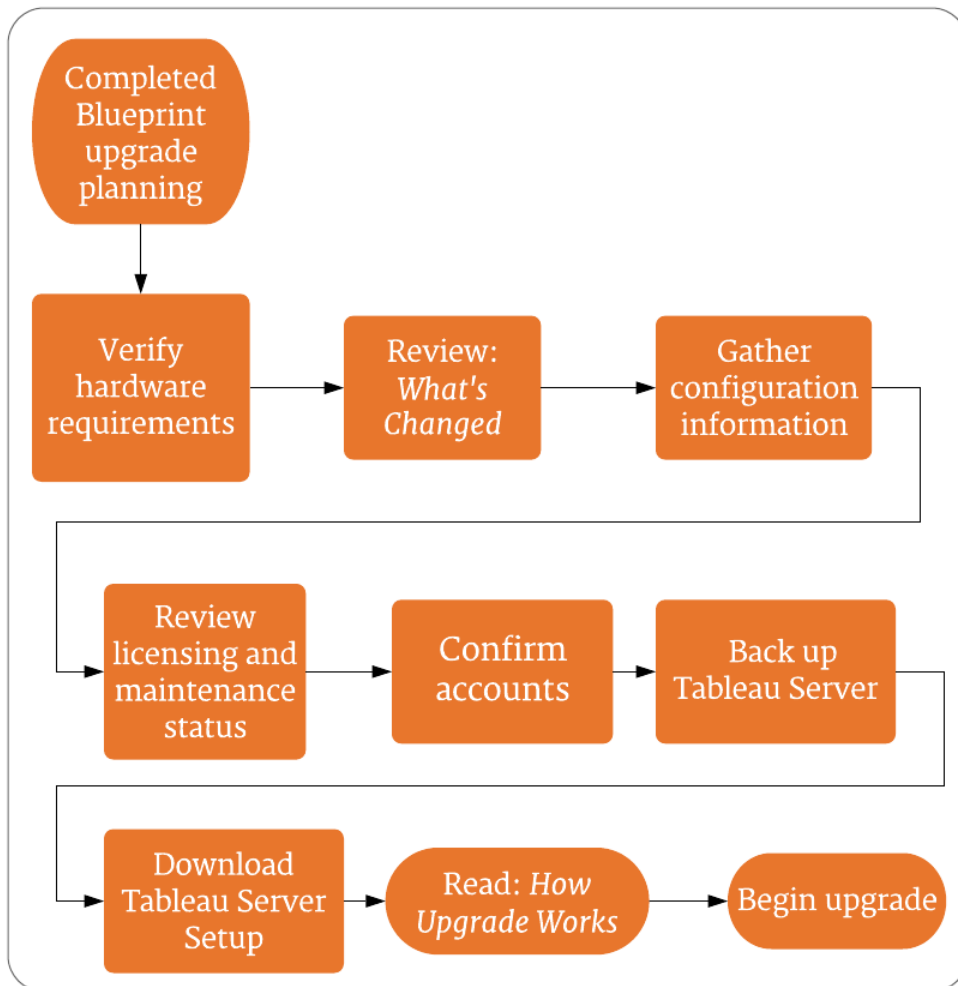 Completed
Blueprint
upgrade
planning
Verify
hardware
requirements
Review:
What's
Changed
Gather
configuration
information
Review
licensing and
maintenance
status
Confirm
accounts
Back up
Tableau Server
Download
Tableau Server
Setup
Read: How
Upgrade Works
Begin upgrade